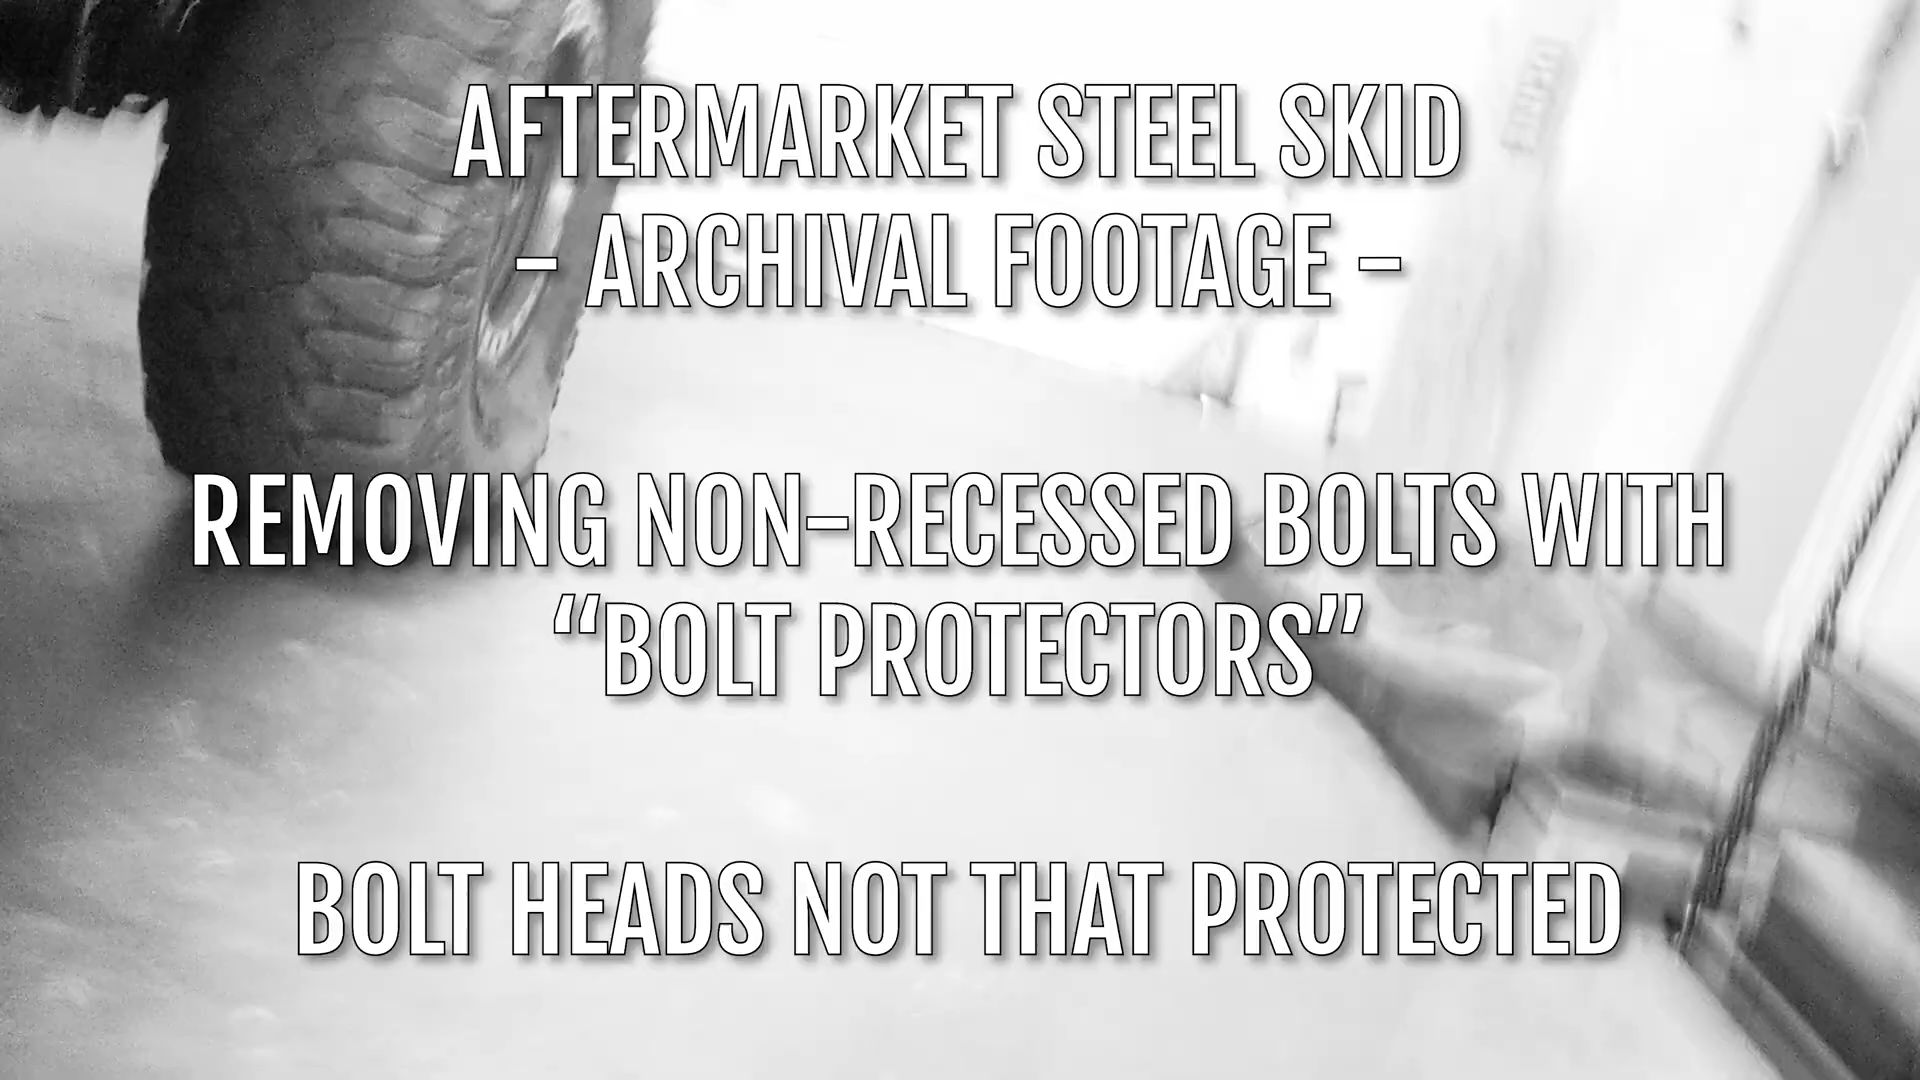 AFTERMARKET STEEL SKID
- ARCHIVAL FOOTAGE -
REMOVING NON-RECESSED BOLTS WITH
“BOLT PROTECTORS”
BOLT HEADS NOT THAT PROTECTED